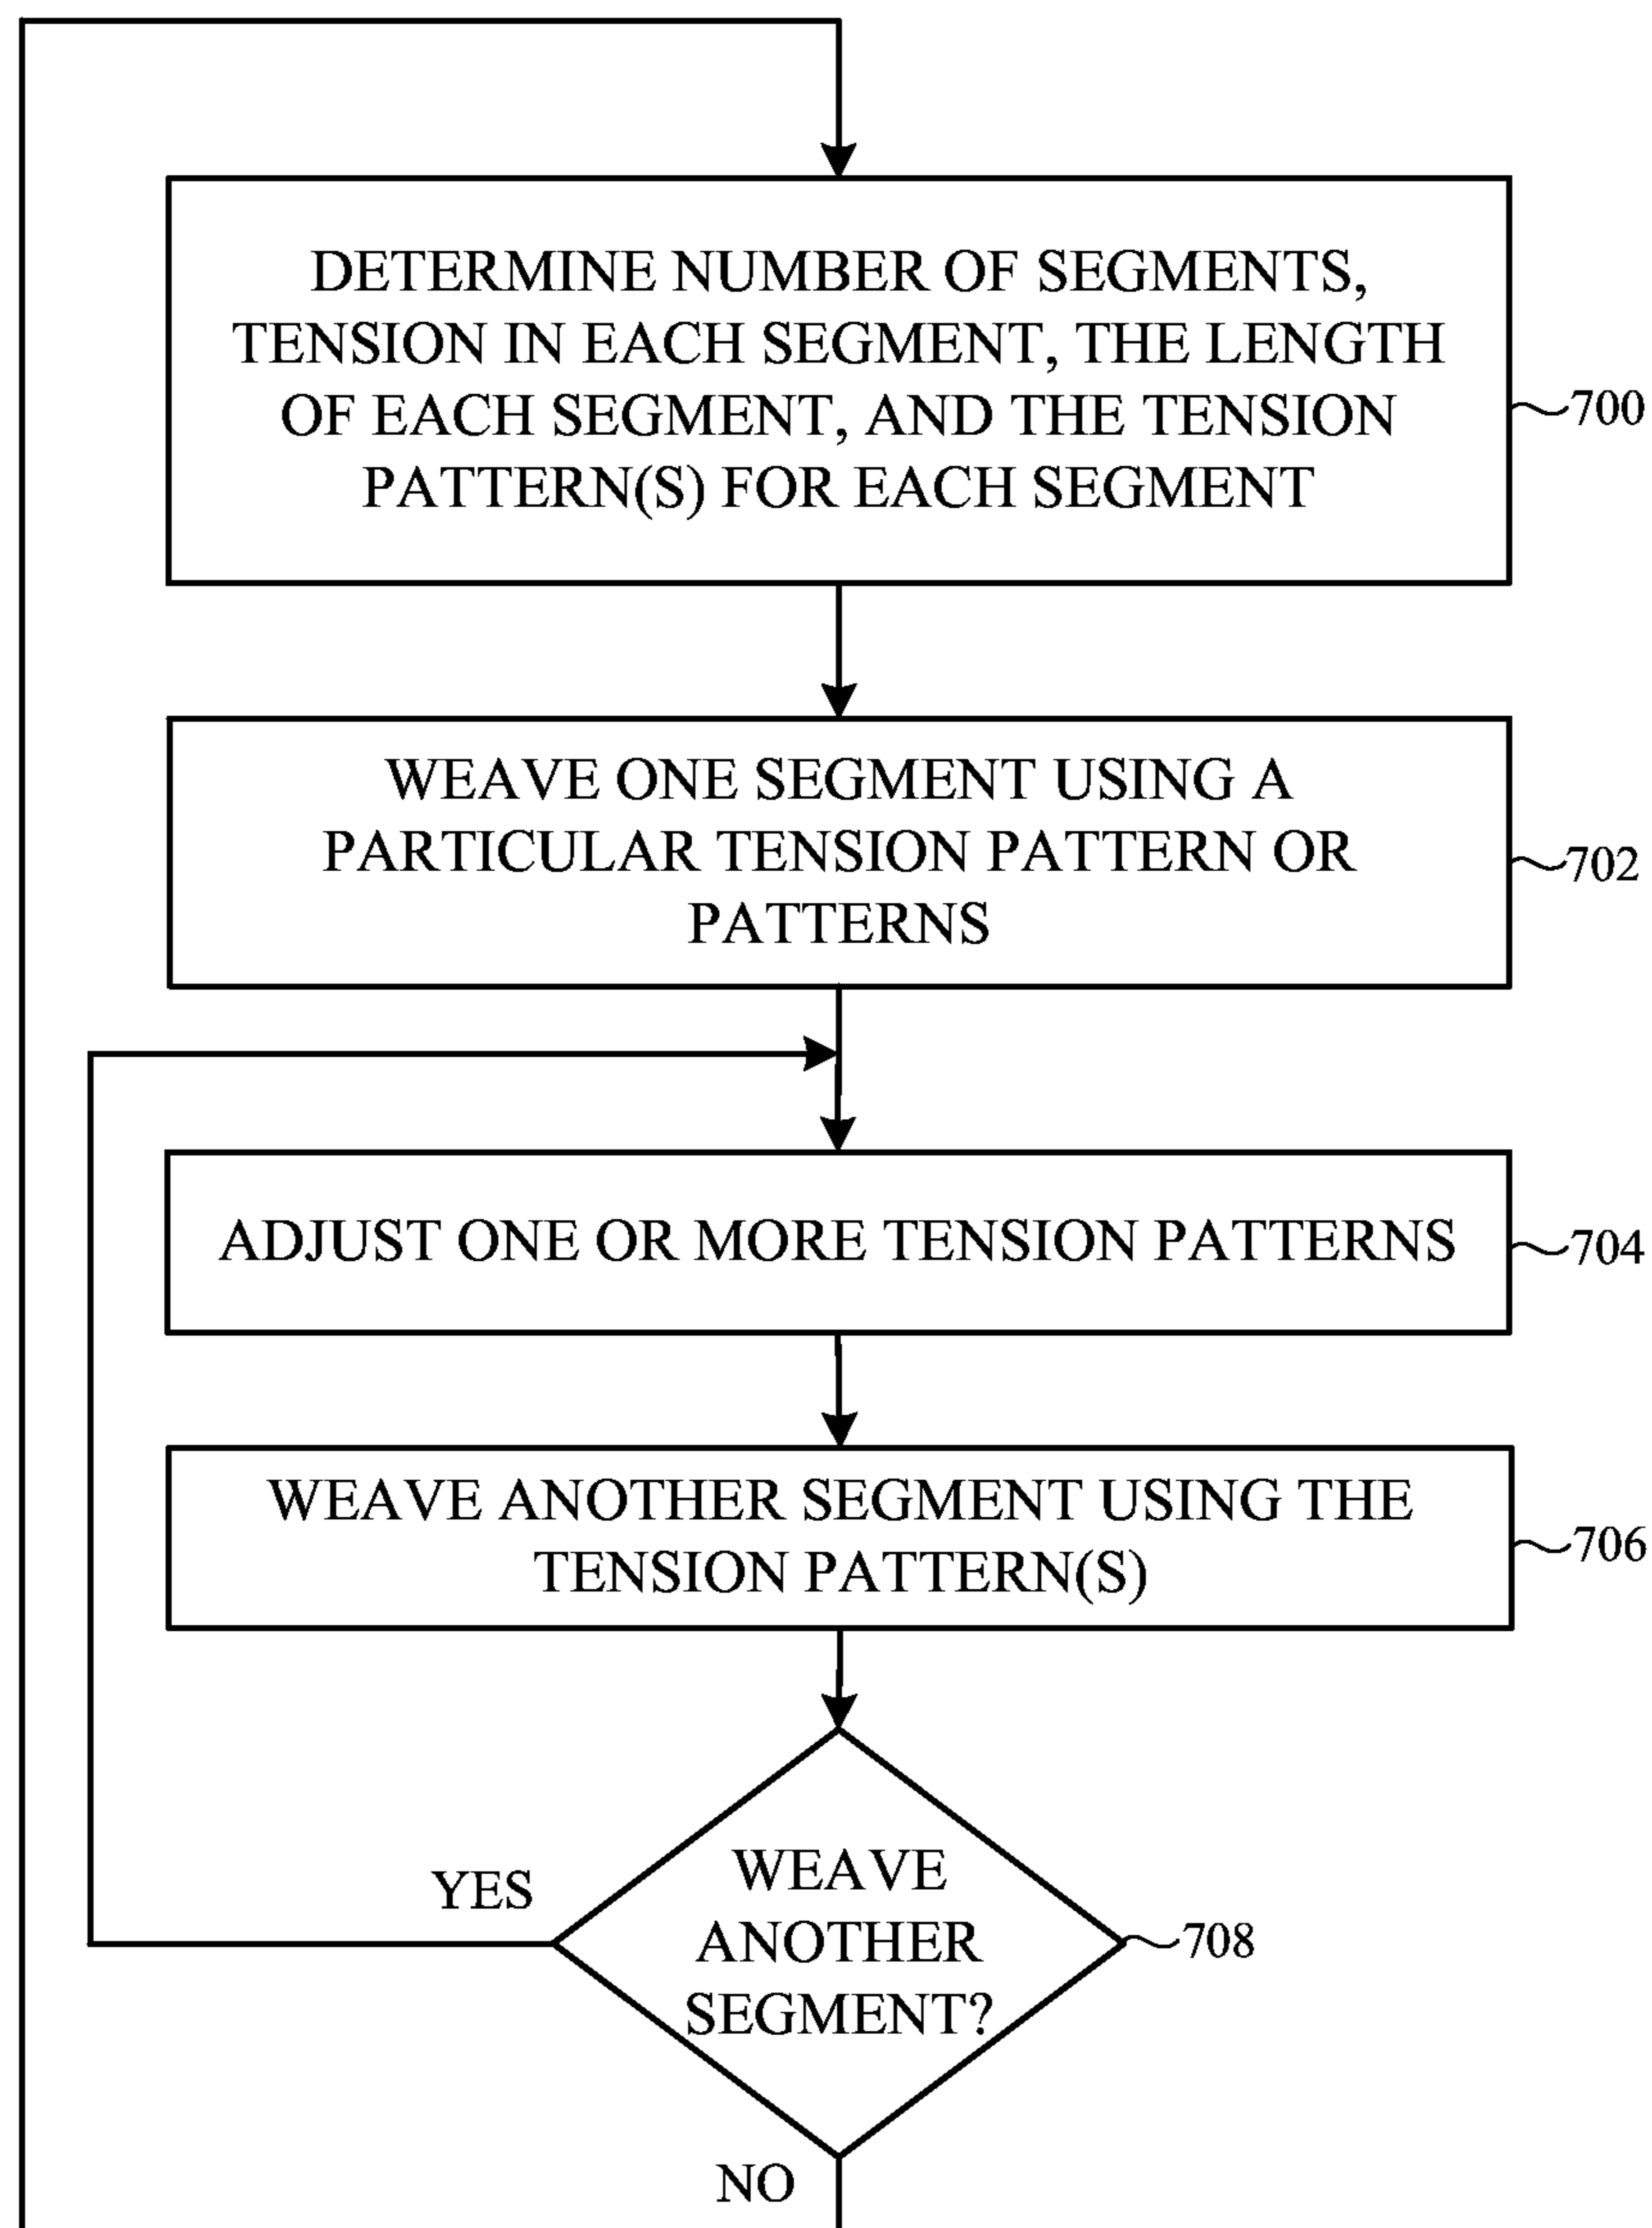 DETERMINE NUMBER OF SEGMENTS,
TENSION IN EACH SEGMENT, THE LENGTH
OF EACH SEGMENT, AND THE TENSION
PATTERN(S) FOR EACH SEGMENT
700
WEAVE ONE SEGMENT USING A
PARTICULAR TENSION PATTERN OR
PATTERNS
702
ADJUST ONE OR MORE TENSION PATTERNS
704
WEAVE ANOTHER SEGMENT USING THE
TENSION PATTERN(S)
706
YES
WEAVE
ANOTHER
SEGMENT?
708
NO